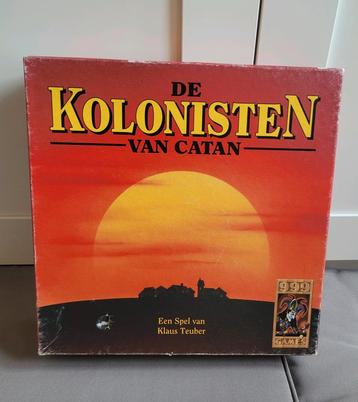 DE
KOLONISTEN
VAN CATAN
Een Spel van
Klaus Teuber
999
GAMES